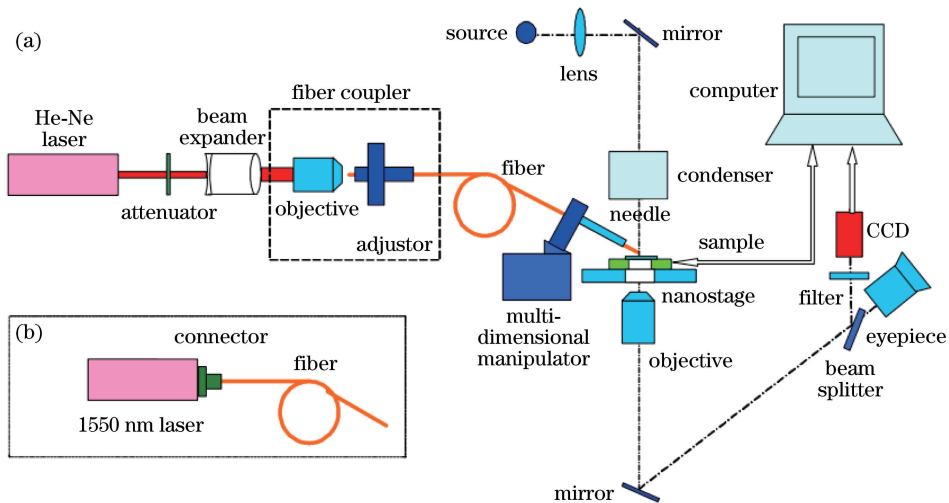 (a)
source
lens
mirror
computer
fiber coupler
He-Ne
laser
beam
expander
attenuator
objective
adjustor
fiber
condenser
needle
sample
CCD
nanostage
filter
multi-
dimensional
manipulator
objective
eyepiece
beam
splitter
mirror
(b)
connector
fiber
1550 nm laser